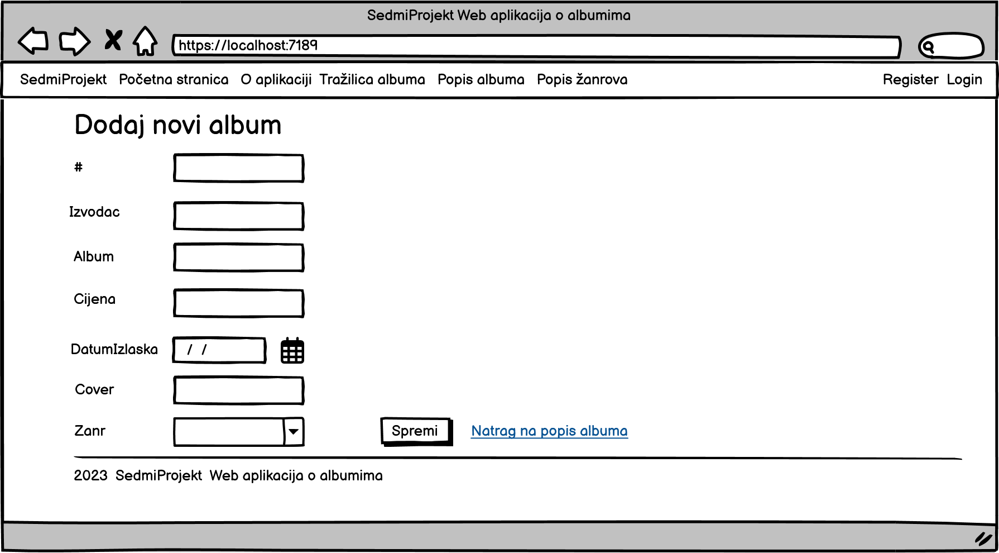 SedmiProjekt Web aplikacija o albumima
https://localhost:7189
SedmiProjekt Početna stranica O aplikaciji Tražilica albuma Popis albuma Popis žanrova Register Login
Dodaj novi album
#
Izvodac
Album
Cijena
DatumIzlaska / /
Cover
Zanr Spremi Natrag na popis albuma
2023 SedmiProjekt Web aplikacija o albumima